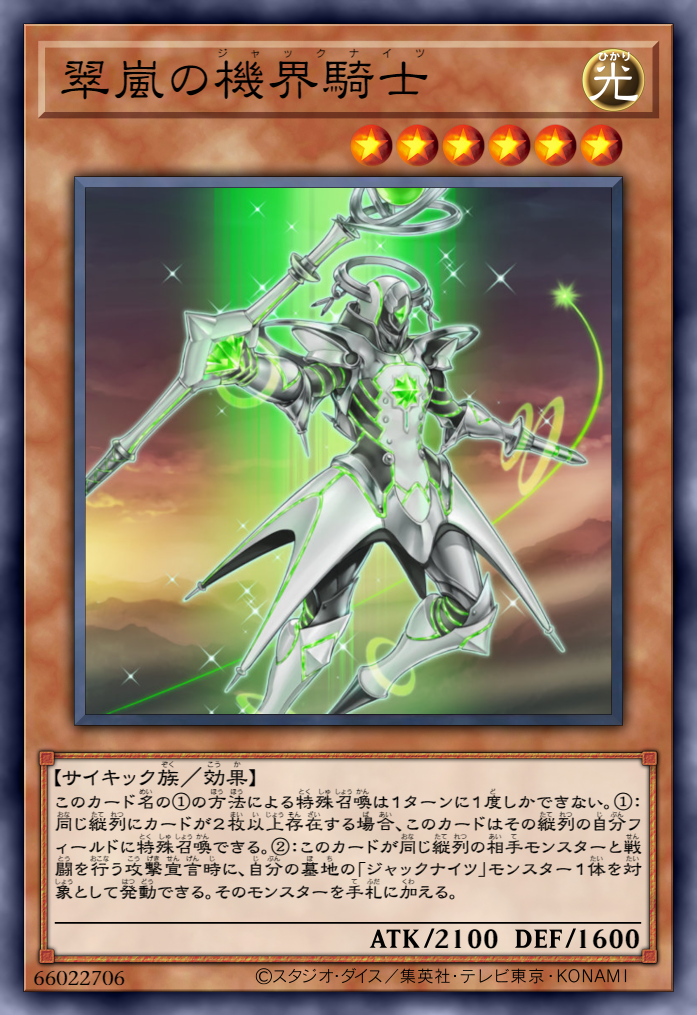 翠嵐の機界騎士
ジャックナイツ
光
ひかり
【サイキック族／効果】
このカード名の①の方法による特殊召喚は1ターンに1度しかできない。①：
同じ縦列にカードが2枚以上存在する場合、このカードはその縦列の自分フ
ィールドに特殊召喚できる。②：このカードが同じ縦列の相手モンスターと戦
闘を行う攻撃宣言時に、自分の墓地の「ジャックナイツ」モンスター1体を対
象として発動できる。そのモンスターを手札に加える。
ATK/2100 DEF/1600
66022706 ©スタジオ・ダイス／集英社・テレビ東京・KONAMI